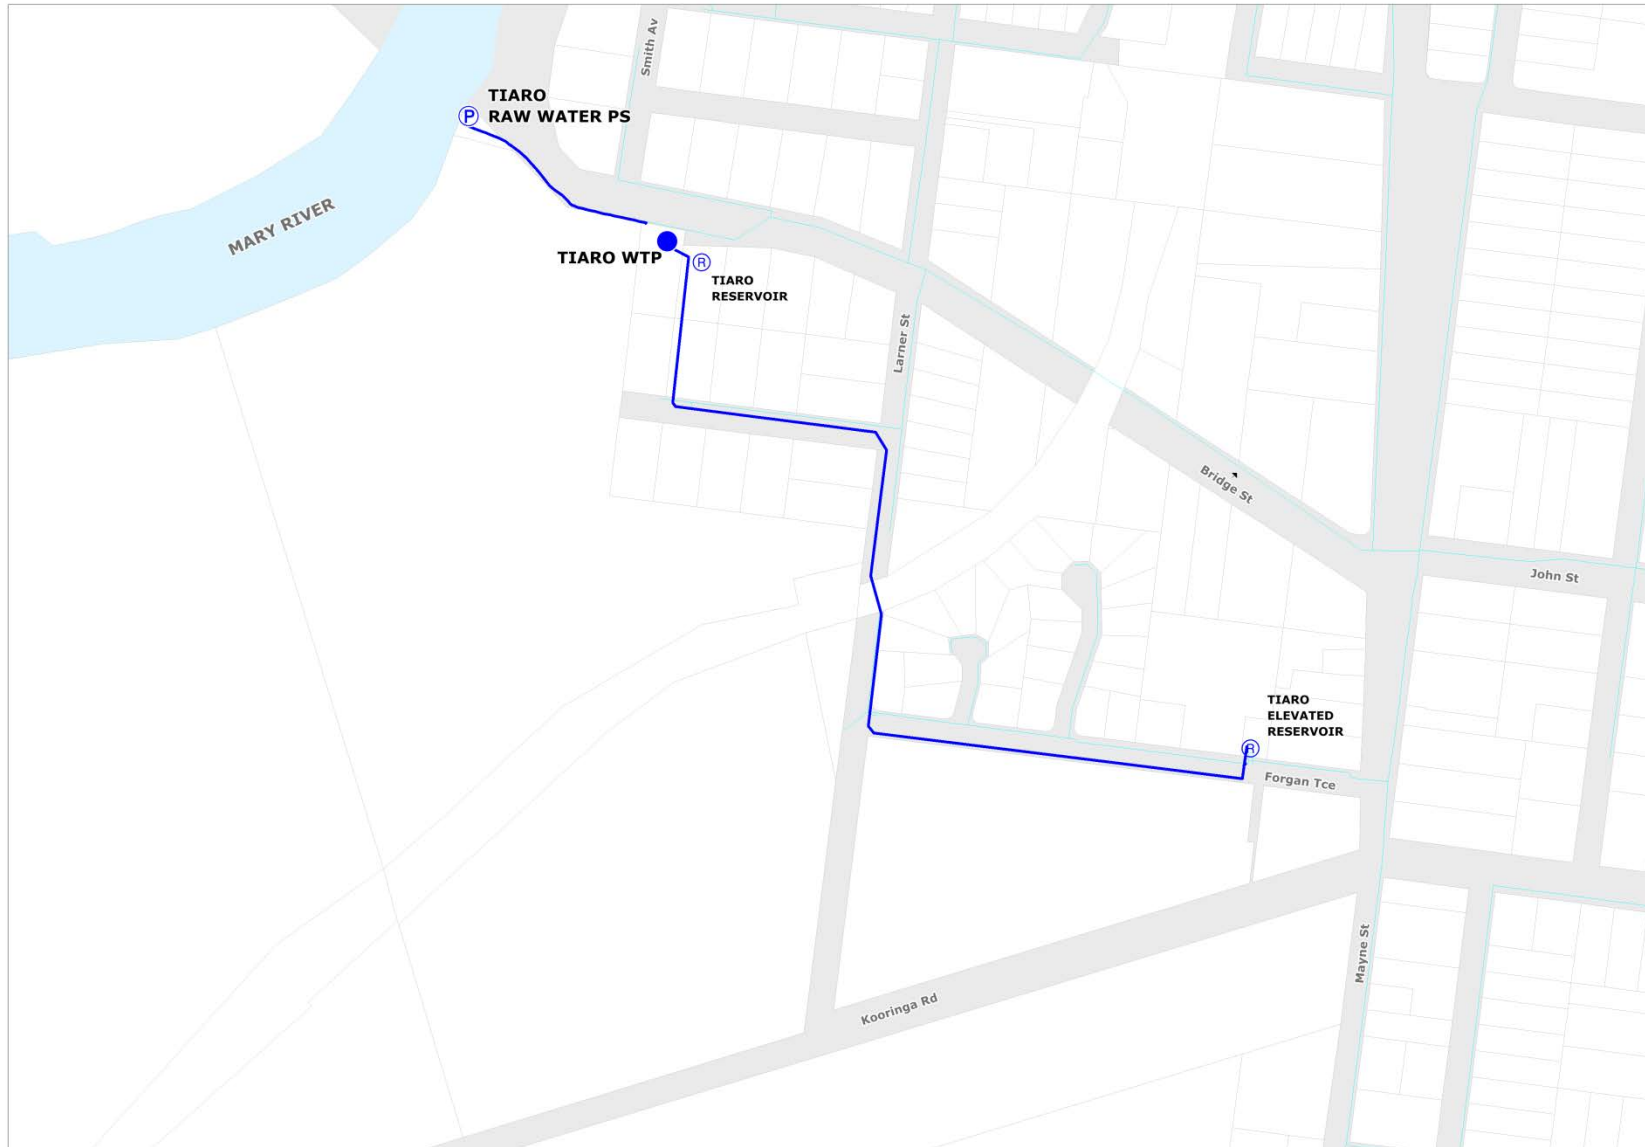 Smith Av
TIARO
Ⓟ RAW WATER PS
MARY RIVER
TIARO WTP
Ⓡ
TIARO
RESERVOIR
Larner St
Bridge St
John St
TIARO
ELEVATED
RESERVOIR
Ⓡ
Forgan Tce
Mayne St
Kooringa Rd